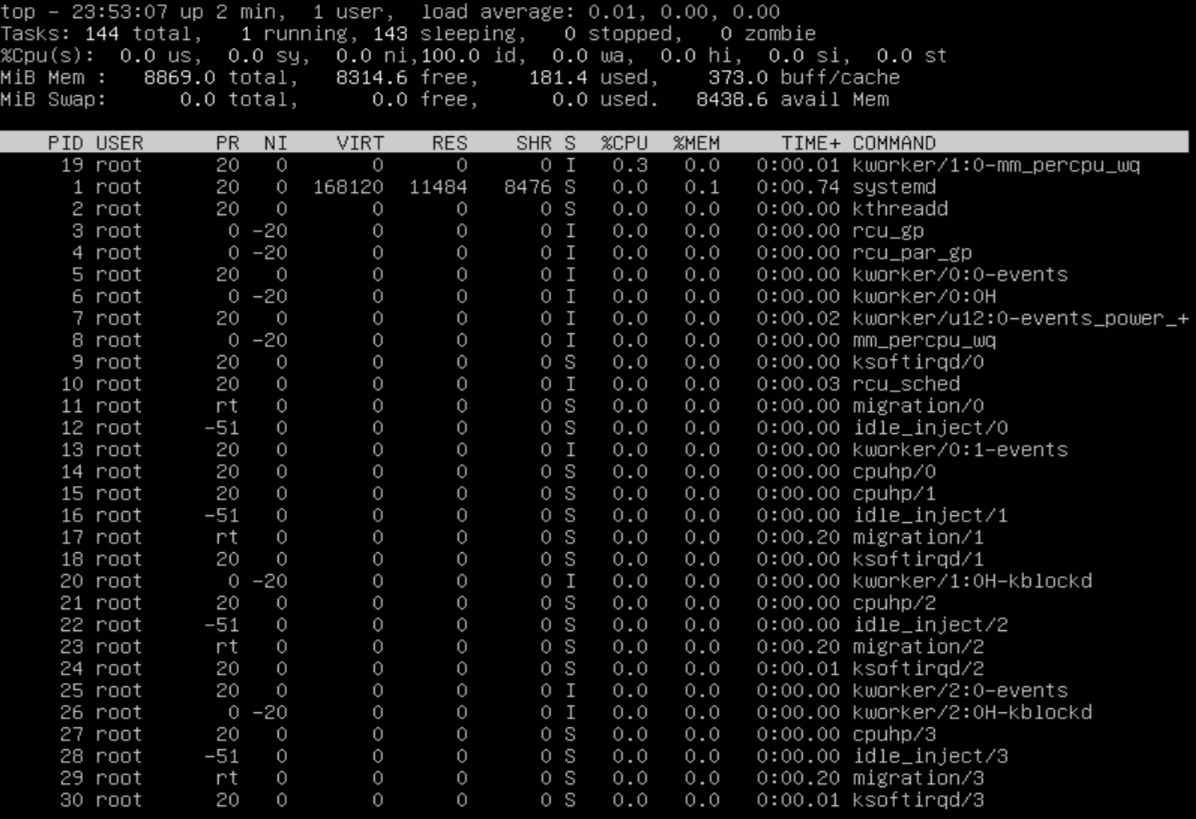 top - 23:53:07 up 2 min,  1 user,  load average: 0.01, 0.00, 0.00
Tasks: 144 total,   1 running, 143 sleeping,   0 stopped,   0 zombie
%Cpu(s):  0.0 us,  0.0 sy,  0.0 ni,100.0 id,  0.0 wa,  0.0 hi,  0.0 si,  0.0 st
MiB Mem :   8869.0 total,   8314.6 free,    181.4 used,    373.0 buff/cache
MiB Swap:      0.0 total,      0.0 free,      0.0 used.   8438.6 avail Mem
    PID USER      PR  NI    VIRT    RES    SHR S  %CPU  %MEM     TIME+ COMMAND
     19 root      20   0       0      0      0 I   0.3   0.0   0:00.01 kworker/1:0-mm_percpu_wq
      1 root      20   0  168120  11484   8476 S   0.0   0.1   0:00.74 systemd
      2 root      20   0       0      0      0 S   0.0   0.0   0:00.00 kthreadd
      3 root       0 -20       0      0      0 I   0.0   0.0   0:00.00 rcu_gp
      4 root       0 -20       0      0      0 I   0.0   0.0   0:00.00 rcu_par_gp
      5 root      20   0       0      0      0 I   0.0   0.0   0:00.00 kworker/0:0-events
      6 root       0 -20       0      0      0 I   0.0   0.0   0:00.00 kworker/0:0H
      7 root      20   0       0      0      0 I   0.0   0.0   0:00.02 kworker/u12:0-events_power_+
      8 root       0 -20       0      0      0 I   0.0   0.0   0:00.00 mm_percpu_wq
      9 root      20   0       0      0      0 S   0.0   0.0   0:00.00 ksoftirqd/0
     10 root      20   0       0      0      0 I   0.0   0.0   0:00.03 rcu_sched
     11 root      rt   0       0      0      0 S   0.0   0.0   0:00.00 migration/0
     12 root     -51   0       0      0      0 S   0.0   0.0   0:00.00 idle_inject/0
     13 root      20   0       0      0      0 I   0.0   0.0   0:00.00 kworker/0:1-events
     14 root      20   0       0      0      0 S   0.0   0.0   0:00.00 cpuhp/0
     15 root      20   0       0      0      0 S   0.0   0.0   0:00.00 cpuhp/1
     16 root     -51   0       0      0      0 S   0.0   0.0   0:00.00 idle_inject/1
     17 root      rt   0       0      0      0 S   0.0   0.0   0:00.20 migration/1
     18 root      20   0       0      0      0 S   0.0   0.0   0:00.00 ksoftirqd/1
     20 root       0 -20       0      0      0 I   0.0   0.0   0:00.00 kworker/1:0H-kblockd
     21 root      20   0       0      0      0 S   0.0   0.0   0:00.00 cpuhp/2
     22 root     -51   0       0      0      0 S   0.0   0.0   0:00.00 idle_inject/2
     23 root      rt   0       0      0      0 S   0.0   0.0   0:00.20 migration/2
     24 root      20   0       0      0      0 S   0.0   0.0   0:00.01 ksoftirqd/2
     25 root      20   0       0      0      0 I   0.0   0.0   0:00.00 kworker/2:0-events
     26 root       0 -20       0      0      0 I   0.0   0.0   0:00.00 kworker/2:0H-kblockd
     27 root      20   0       0      0      0 S   0.0   0.0   0:00.00 cpuhp/3
     28 root     -51   0       0      0      0 S   0.0   0.0   0:00.00 idle_inject/3
     29 root      rt   0       0      0      0 S   0.0   0.0   0:00.20 migration/3
     30 root      20   0       0      0      0 S   0.0   0.0   0:00.01 ksoftirqd/3